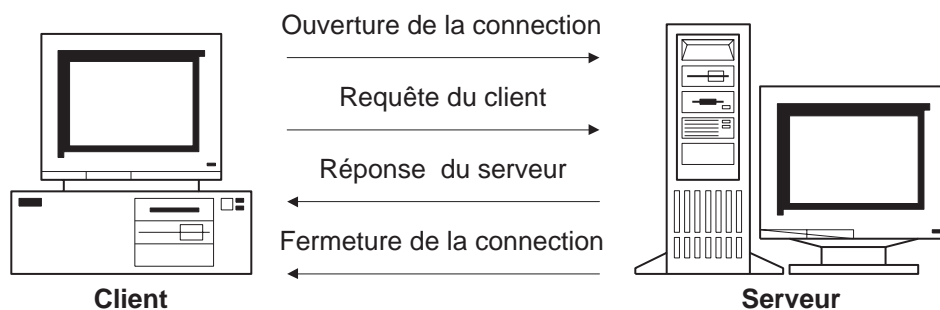 Ouverture de la connection
Requête du client
Réponse du serveur
Fermeture de la connection
Client
Serveur